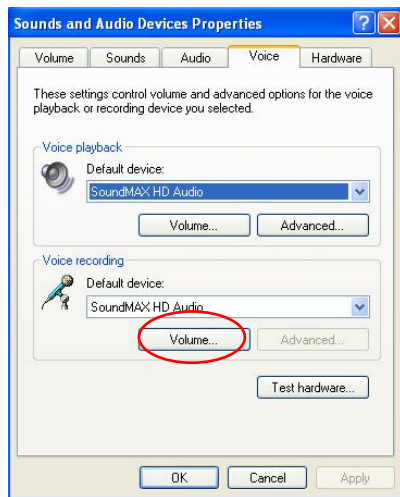 Sounds and Audio Devices Properties
Volume Sounds Audio Voice Hardware
These settings control volume and advanced options for the voice
playback or recording device you selected.
Voice playback
Default device:
SoundMAX HD Audio
Volume... Advanced...
Voice recording
Default device:
SoundMAX HD Audio
Volume... Advanced...
Test hardware...
OK Cancel Apply